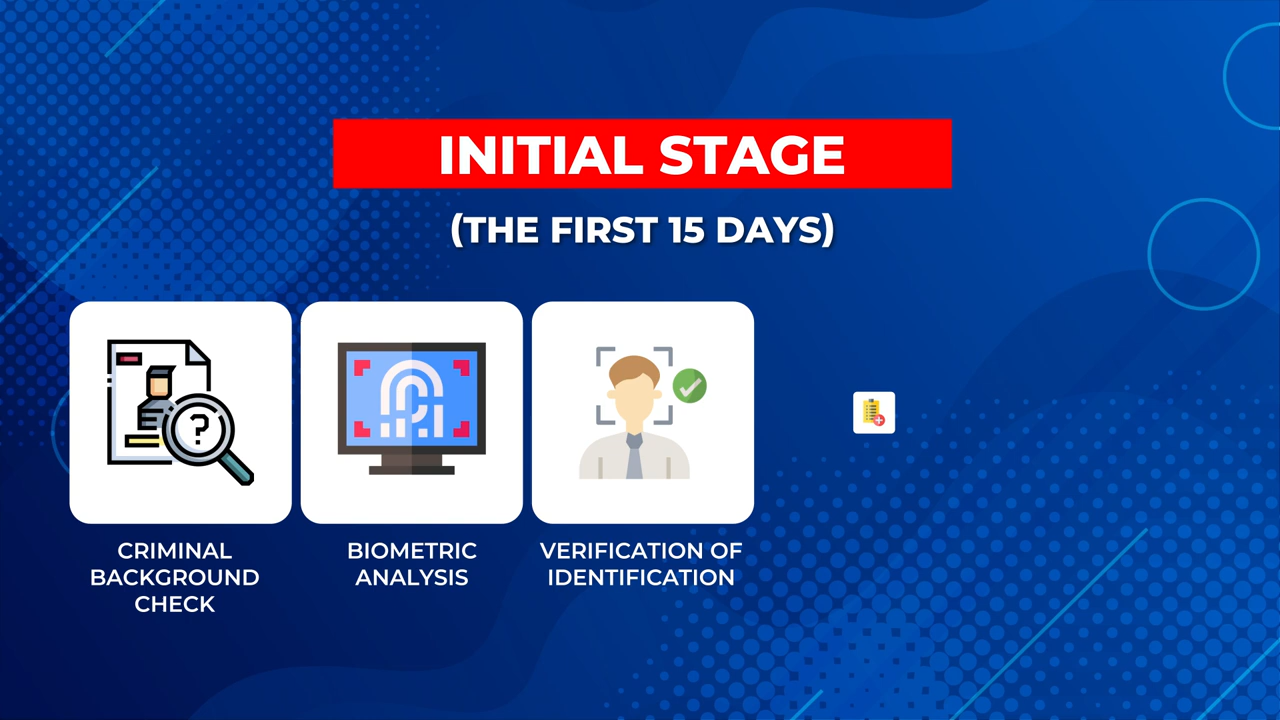 INITIAL STAGE
(THE FIRST 15 DAYS)
CRIMINAL
BACKGROUND
CHECK
BIOMETRIC
ANALYSIS
VERIFICATION OF
IDENTIFICATION
?